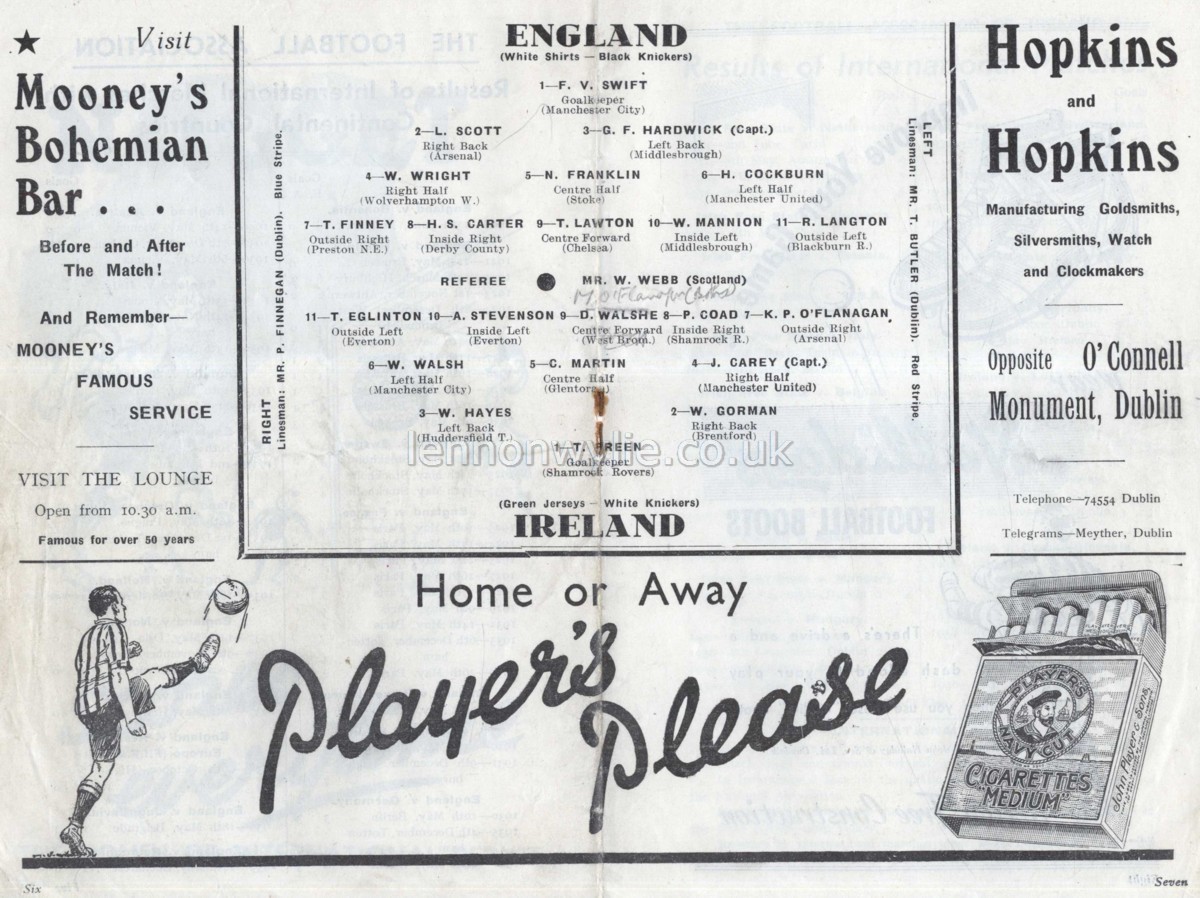 ★ Visit
Mooney's
Bohemian
Bar . . .
Before and After
The Match!
And Remember—
MOONEY'S
FAMOUS
SERVICE
VISIT THE LOUNGE
Open from 10.30 a.m.
Famous for over 50 years
ENGLAND
(White Shirts — Black Knickers)
1—F. V. SWIFT
Goalkeeper
(Manchester City)
2—L. SCOTT 3—G. F. HARDWICK (Capt.)
Right Back Left Back
(Arsenal) (Middlesbrough)
4—W. WRIGHT 5—N. FRANKLIN 6—H. COCKBURN
Right Half Centre Half Left Half
(Wolverhampton W.) (Stoke) (Manchester United)
7—T. FINNEY 8—H. S. CARTER 9—T. LAWTON 10—W. MANNION 11—R. LANGTON
Outside Right Inside Right Centre Forward Inside Left Outside Left
(Preston N.E.) (Derby County) (Chelsea) (Middlesbrough) (Blackburn R.)
REFEREE MR. W. WEBB (Scotland)
11—T. EGLINTON 10—A. STEVENSON 9—D. WALSHE 8—P. COAD 7—K. P. O'FLANAGAN
Outside Left Inside Left Centre Forward Inside Right Outside Right
(Everton) (Everton) (West Brom.) (Shamrock R.) (Arsenal)
6—W. WALSH 5—C. MARTIN 4—J. CAREY (Capt.)
Left Half Centre Half Right Half
(Manchester City) (Glentoran) (Manchester United)
3—W. HAYES 2—W. GORMAN
Left Back Right Back
(Huddersfield T.) (Brentford)
1—T. BREEN
Goalkeeper
(Shamrock Rovers)
(Green Jerseys — White Knickers)
IRELAND
RIGHT
Linesman: MR. P. FINNEGAN (Dublin). Blue Stripe.
LEFT
Linesman: MR. T. BUTLER (Dublin). Red Stripe.
lennonwylie.co.uk
Hopkins
and
Hopkins
Manufacturing Goldsmiths,
Silversmiths, Watch
and Clockmakers
Opposite O'Connell
Monument, Dublin
Telephone—74554 Dublin
Telegrams—Meyther, Dublin
Home or Away
Player's Please
PLAYER'S
NAVY CUT
CIGARETTES
"MEDIUM"
John Player & Sons
Six
Seven